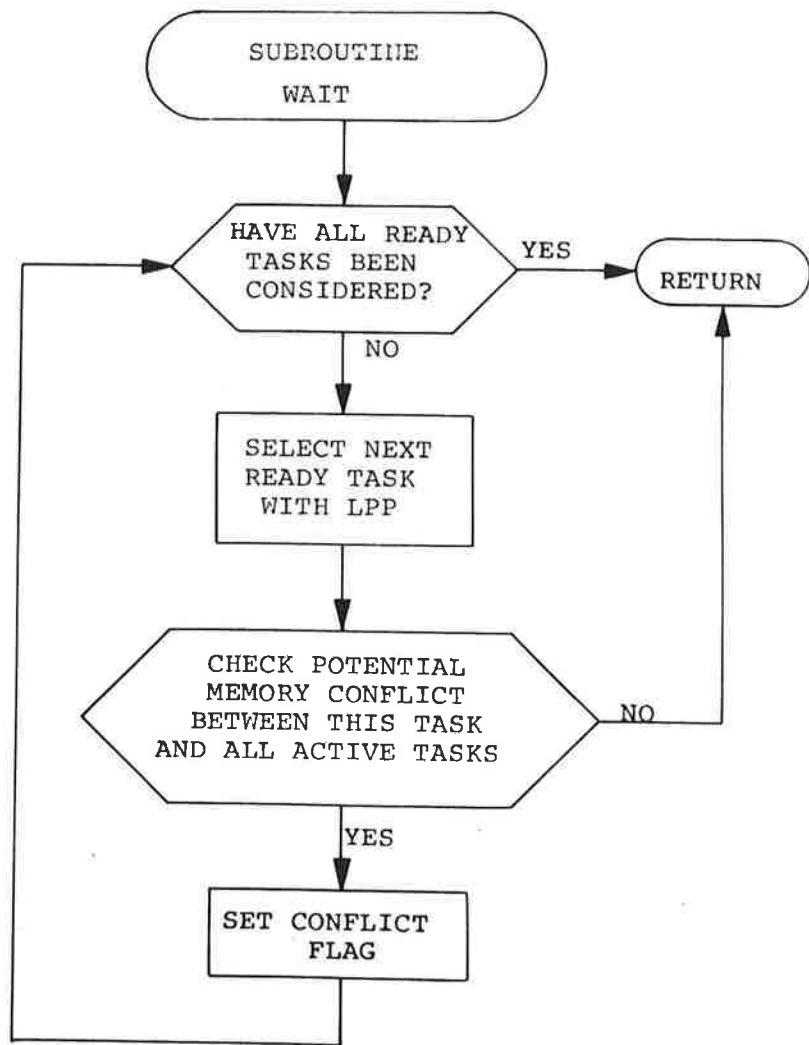 SUBROUTINE
WAIT
HAVE ALL READY
TASKS BEEN
CONSIDERED?
YES
RETURN
NO
SELECT NEXT
READY TASK
WITH LPP
CHECK POTENTIAL
MEMORY CONFLICT
BETWEEN THIS TASK
AND ALL ACTIVE TASKS
NO
YES
SET CONFLICT
FLAG